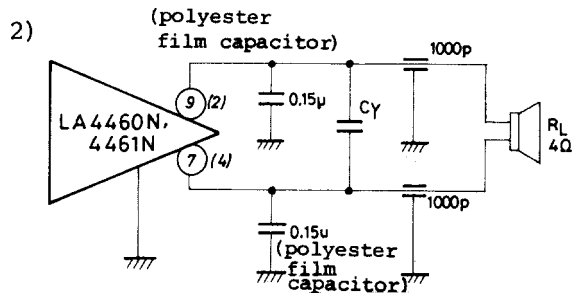 2)
(polyester
film capacitor)
1000p
9 (2)
0.15μ
CY
LA4460N,
4461N
RL
4Ω
7 (4)
1000p
0.15u
(polyester
film
capacitor)